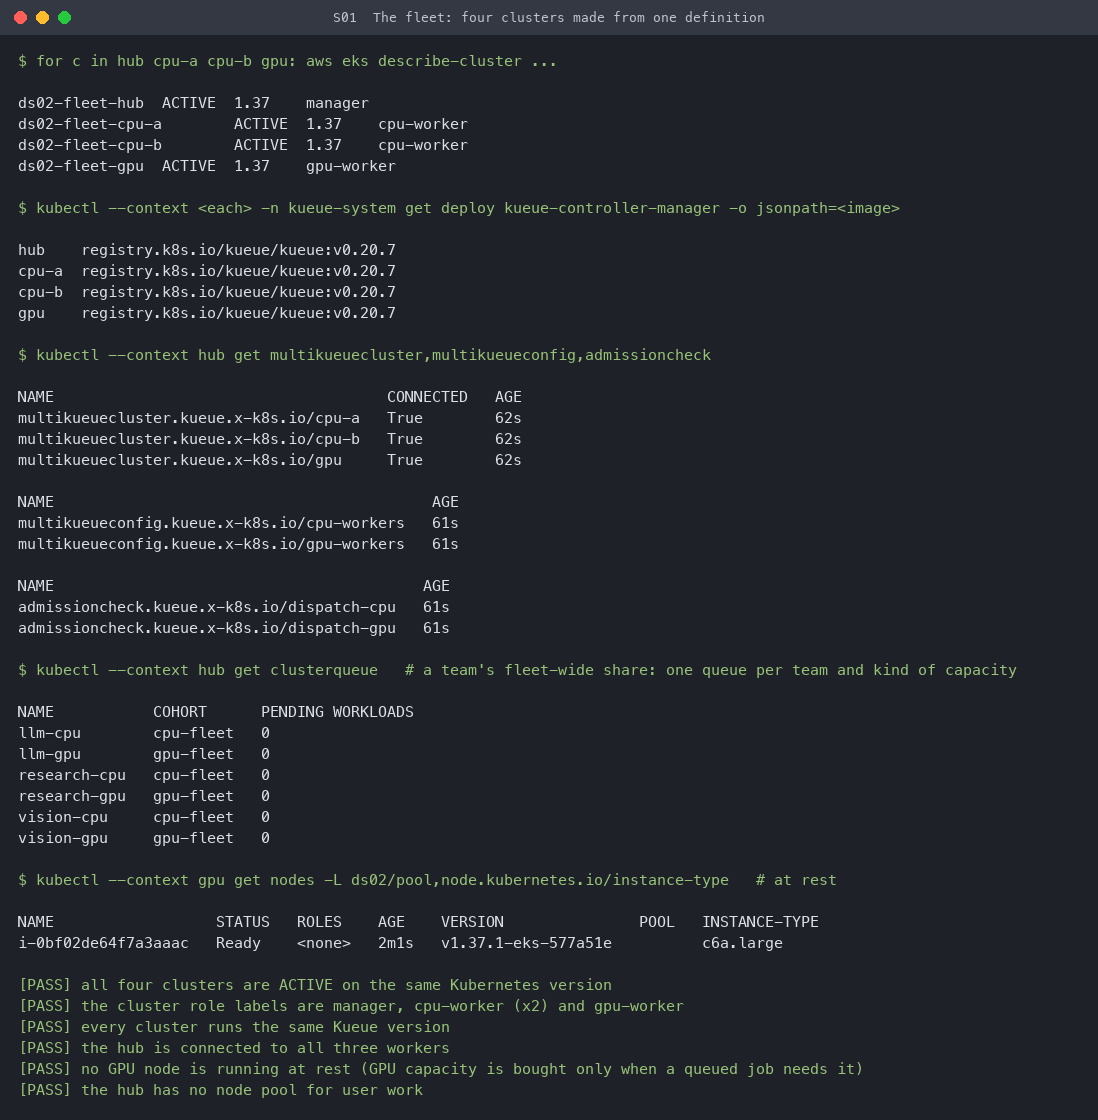 S01  The fleet: four clusters made from one definition
$ for c in hub cpu-a cpu-b gpu: aws eks describe-cluster ...
ds02-fleet-hub  ACTIVE  1.37    manager
ds02-fleet-cpu-a        ACTIVE  1.37    cpu-worker
ds02-fleet-cpu-b        ACTIVE  1.37    cpu-worker
ds02-fleet-gpu  ACTIVE  1.37    gpu-worker
$ kubectl --context <each> -n kueue-system get deploy kueue-controller-manager -o jsonpath=<image>
hub    registry.k8s.io/kueue/kueue:v0.20.7
cpu-a  registry.k8s.io/kueue/kueue:v0.20.7
cpu-b  registry.k8s.io/kueue/kueue:v0.20.7
gpu    registry.k8s.io/kueue/kueue:v0.20.7
$ kubectl --context hub get multikueuecluster,multikueueconfig,admissioncheck
NAME                                     CONNECTED   AGE
multikueuecluster.kueue.x-k8s.io/cpu-a   True        62s
multikueuecluster.kueue.x-k8s.io/cpu-b   True        62s
multikueuecluster.kueue.x-k8s.io/gpu     True        62s
NAME                                          AGE
multikueueconfig.kueue.x-k8s.io/cpu-workers   61s
multikueueconfig.kueue.x-k8s.io/gpu-workers   61s
NAME                                         AGE
admissioncheck.kueue.x-k8s.io/dispatch-cpu   61s
admissioncheck.kueue.x-k8s.io/dispatch-gpu   61s
$ kubectl --context hub get clusterqueue   # a team's fleet-wide share: one queue per team and kind of capacity
NAME           COHORT      PENDING WORKLOADS
llm-cpu        cpu-fleet   0
llm-gpu        gpu-fleet   0
research-cpu   cpu-fleet   0
research-gpu   gpu-fleet   0
vision-cpu     cpu-fleet   0
vision-gpu     gpu-fleet   0
$ kubectl --context gpu get nodes -L ds02/pool,node.kubernetes.io/instance-type   # at rest
NAME                  STATUS   ROLES    AGE    VERSION               POOL   INSTANCE-TYPE
i-0bf02de64f7a3aaac   Ready    <none>   2m1s   v1.37.1-eks-577a51e          c6a.large
[PASS] all four clusters are ACTIVE on the same Kubernetes version
[PASS] the cluster role labels are manager, cpu-worker (x2) and gpu-worker
[PASS] every cluster runs the same Kueue version
[PASS] the hub is connected to all three workers
[PASS] no GPU node is running at rest (GPU capacity is bought only when a queued job needs it)
[PASS] the hub has no node pool for user work